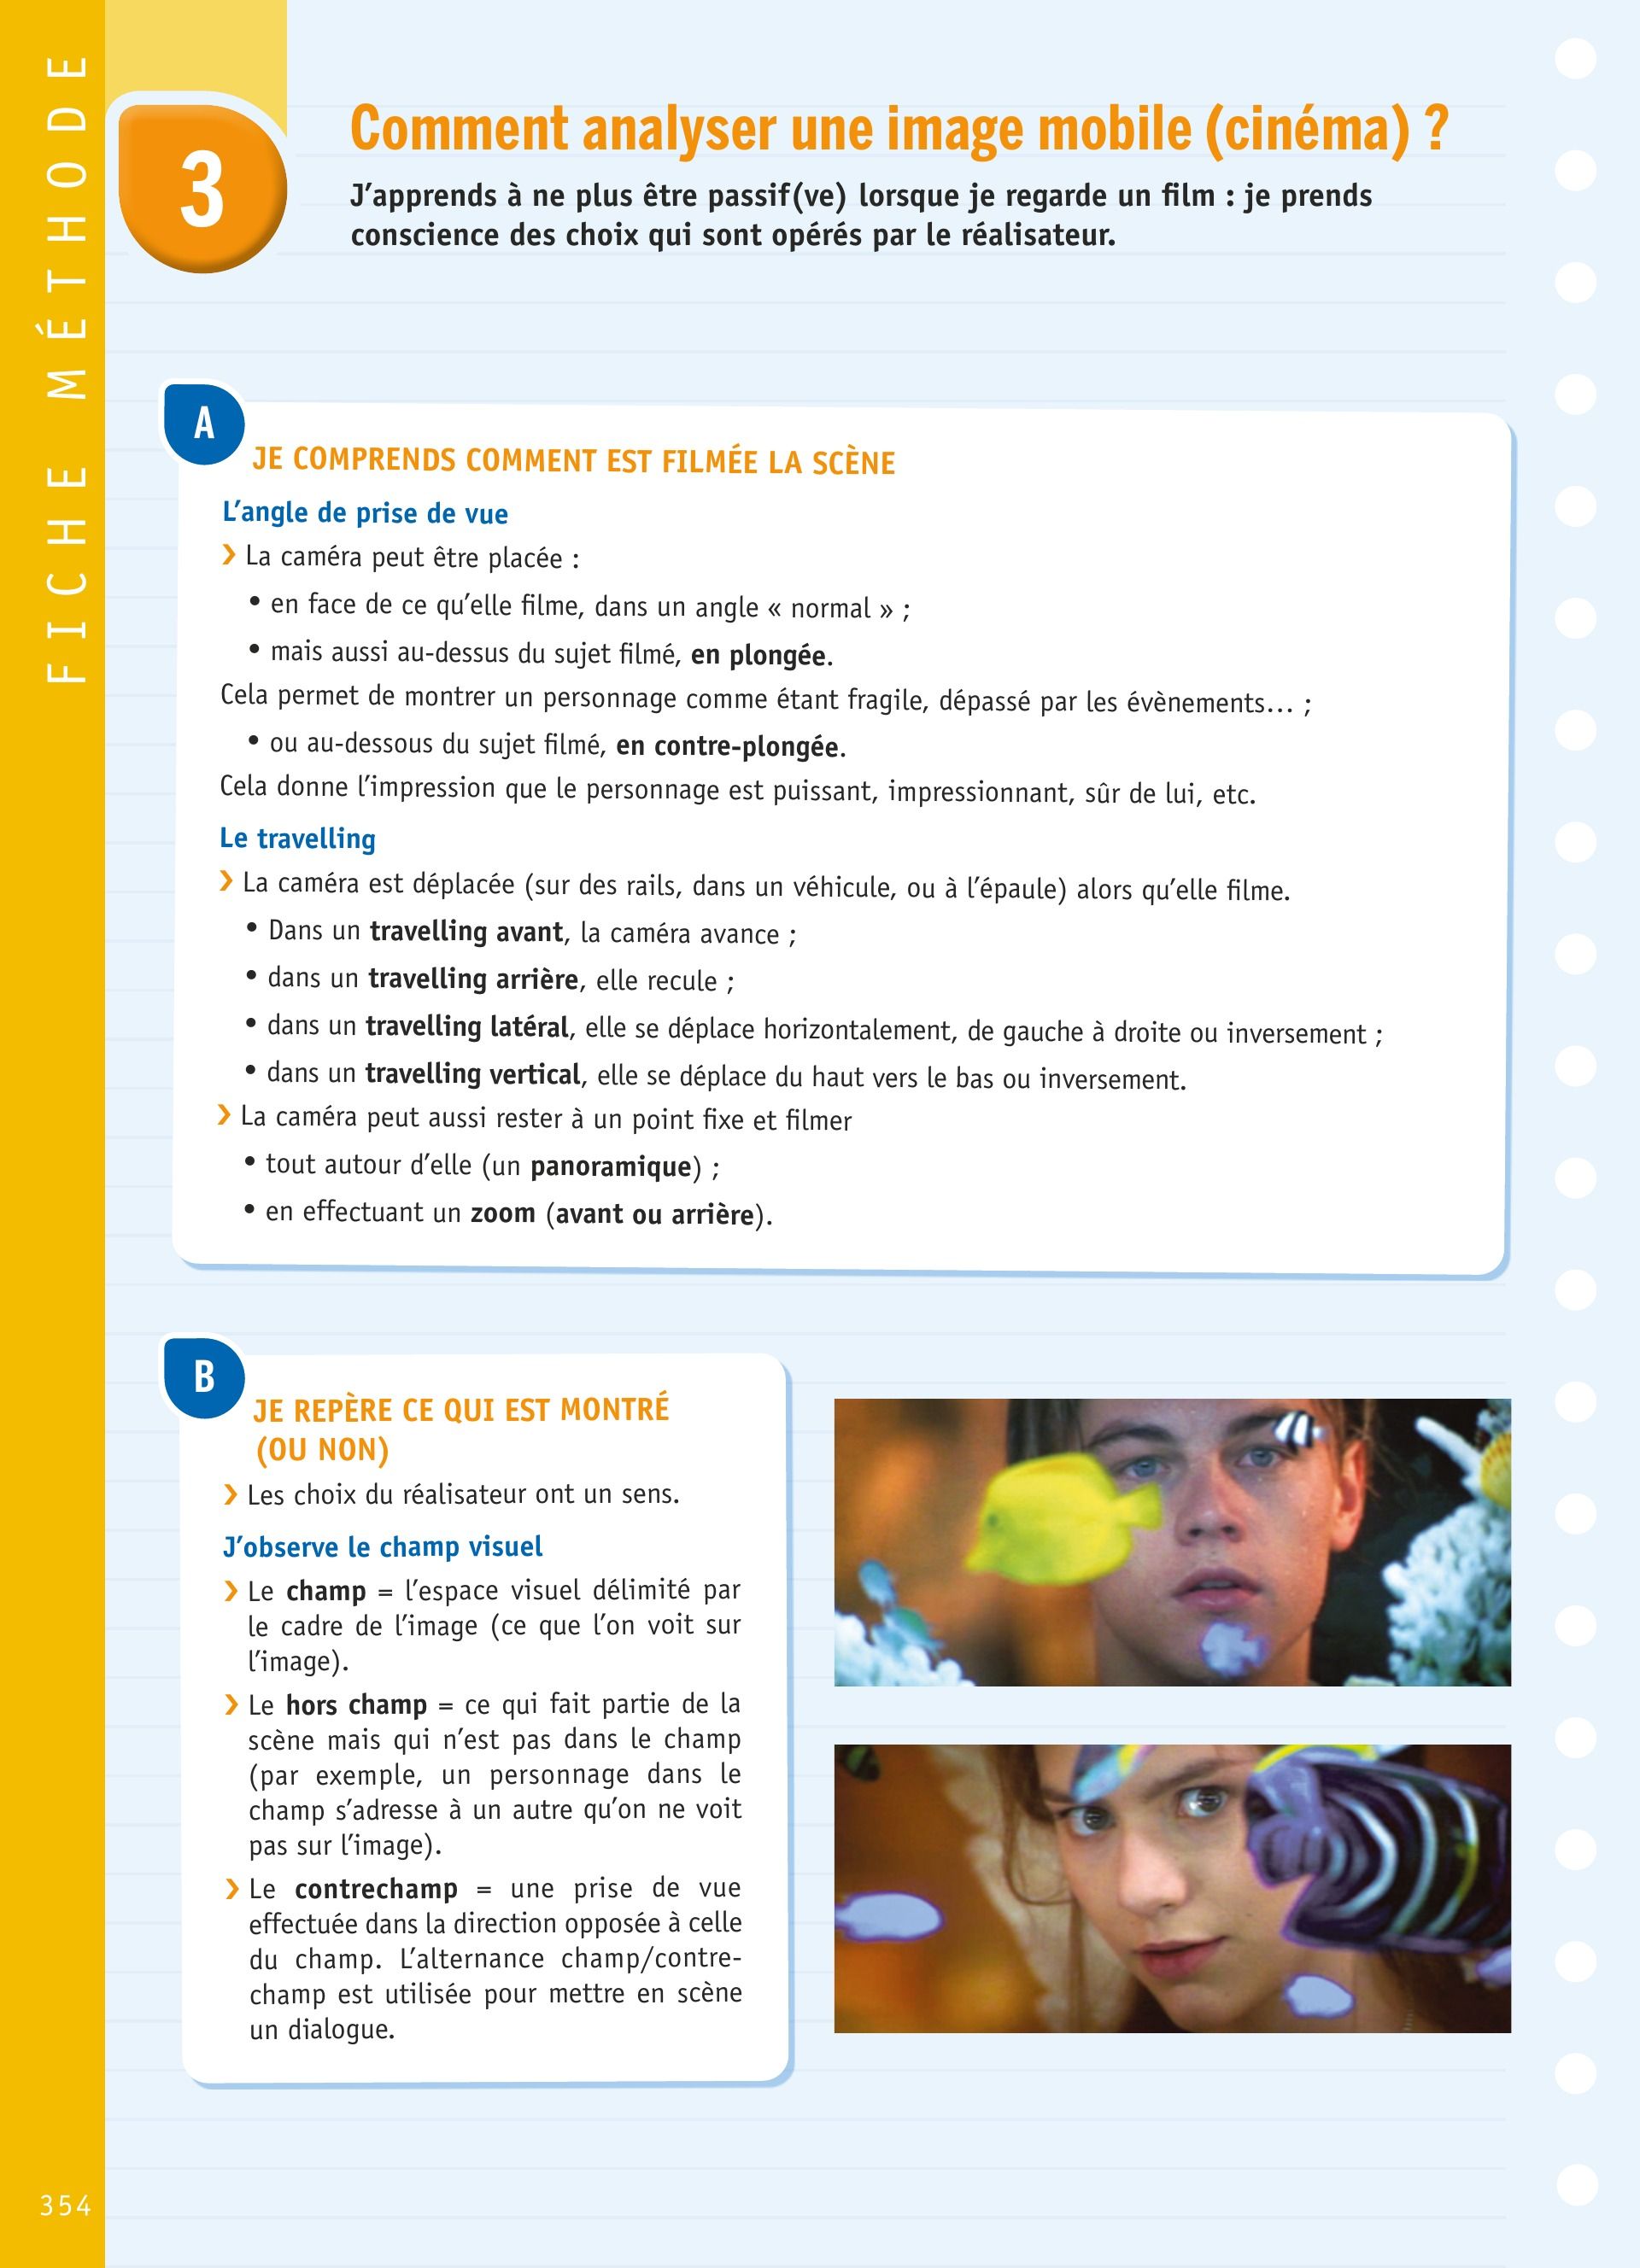 FICHE MÉTHODE
3
Comment analyser une image mobile (cinéma) ?
J'apprends à ne plus être passif(ve) lorsque je regarde un film : je prends
conscience des choix qui sont opérés par le réalisateur.
A
JE COMPRENDS COMMENT EST FILMÉE LA SCÈNE
L'angle de prise de vue
› La caméra peut être placée :
• en face de ce qu'elle filme, dans un angle « normal » ;
• mais aussi au-dessus du sujet filmé, en plongée.
Cela permet de montrer un personnage comme étant fragile, dépassé par les évènements... ;
• ou au-dessous du sujet filmé, en contre-plongée.
Cela donne l'impression que le personnage est puissant, impressionnant, sûr de lui, etc.
Le travelling
› La caméra est déplacée (sur des rails, dans un véhicule, ou à l'épaule) alors qu'elle filme.
• Dans un travelling avant, la caméra avance ;
• dans un travelling arrière, elle recule ;
• dans un travelling latéral, elle se déplace horizontalement, de gauche à droite ou inversement ;
• dans un travelling vertical, elle se déplace du haut vers le bas ou inversement.
› La caméra peut aussi rester à un point fixe et filmer
• tout autour d'elle (un panoramique) ;
• en effectuant un zoom (avant ou arrière).
B
JE REPÈRE CE QUI EST MONTRÉ
(OU NON)
› Les choix du réalisateur ont un sens.
J'observe le champ visuel
› Le champ = l'espace visuel délimité par
le cadre de l'image (ce que l'on voit sur
l'image).
› Le hors champ = ce qui fait partie de la
scène mais qui n'est pas dans le champ
(par exemple, un personnage dans le
champ s'adresse à un autre qu'on ne voit
pas sur l'image).
› Le contrechamp = une prise de vue
effectuée dans la direction opposée à celle
du champ. L'alternance champ/contre-
champ est utilisée pour mettre en scène
un dialogue.
354